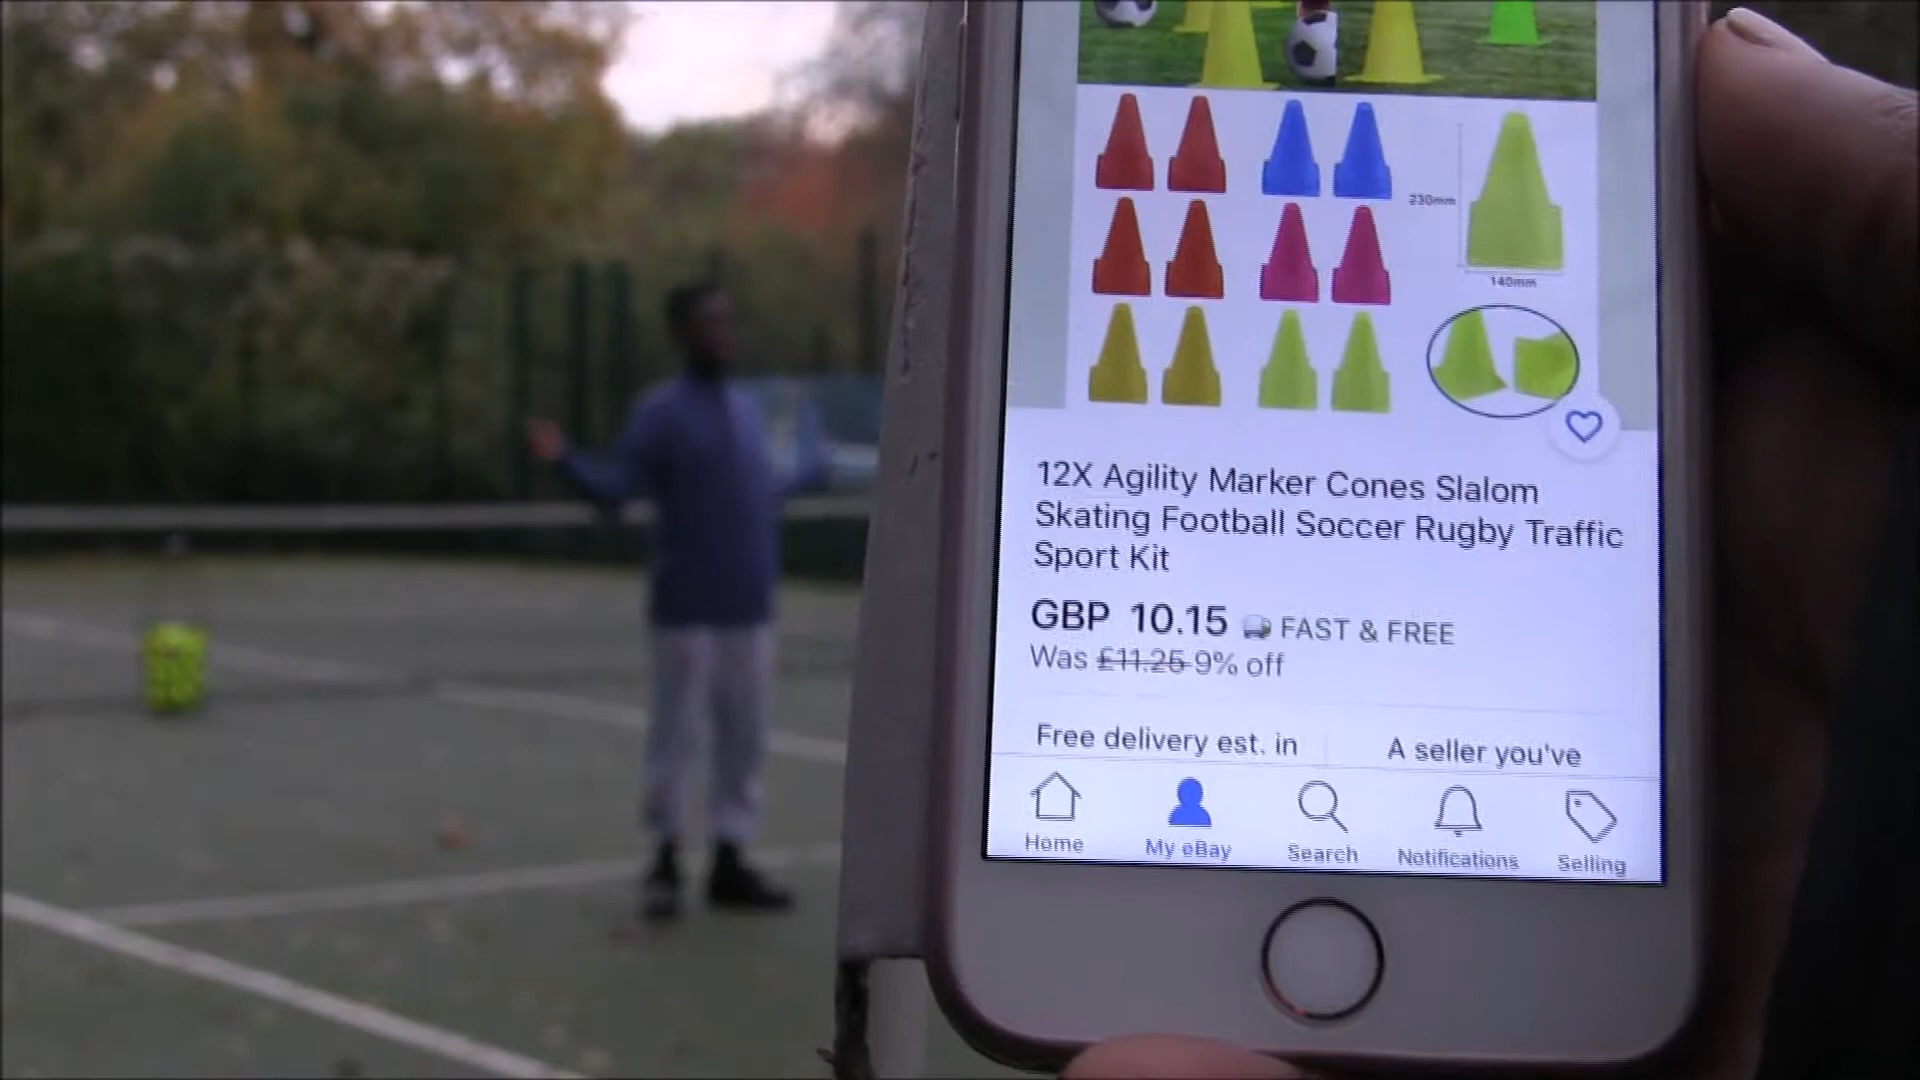 230mm
140mm
12X Agility Marker Cones Slalom
Skating Football Soccer Rugby Traffic
Sport Kit
GBP 10.15 FAST & FREE
Was £11.25 9% off
Free delivery est. in
A seller you've
Home
My eBay
Search
Notifications
Selling